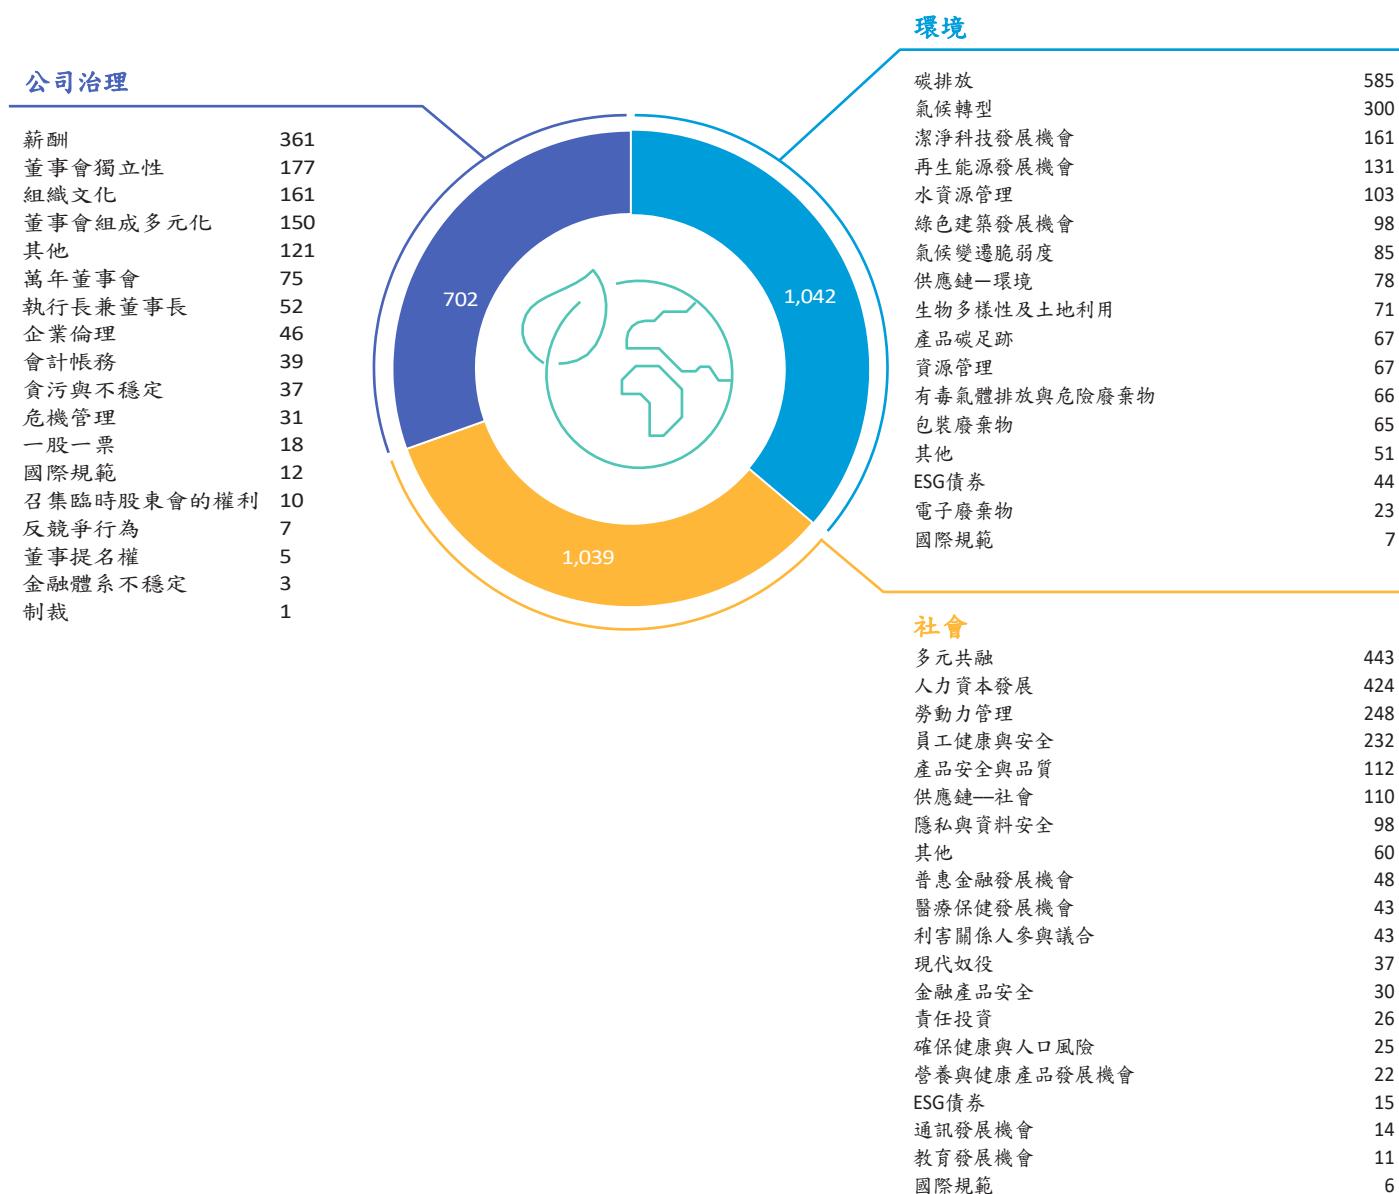 環境
碳排放 585
氣候轉型 300
潔淨科技發展機會 161
再生能源發展機會 131
水資源管理 103
綠色建築發展機會 98
氣候變遷脆弱度 85
供應鏈—環境 78
生物多樣性及土地利用 71
產品碳足跡 67
資源管理 67
有毒氣體排放與危險廢棄物 66
包裝廢棄物 65
其他 51
ESG債券 44
電子廢棄物 23
國際規範 7
公司治理
薪酬 361
董事會獨立性 177
組織文化 161
董事會組成多元化 150
其他 121
萬年董事會 75
執行長兼董事長 52
企業倫理 46
會計帳務 39
貪污與不穩定 37
危機管理 31
一股一票 18
國際規範 12
召集臨時股東會的權利 10
反競爭行為 7
董事提名權 5
金融體系不穩定 3
制裁 1
702
1,042
1,039
社會
多元共融 443
人力資本發展 424
勞動力管理 248
員工健康與安全 232
產品安全與品質 112
供應鏈—社會 110
隱私與資料安全 98
其他 60
普惠金融發展機會 48
醫療保健發展機會 43
利害關係人參與議合 43
現代奴役 37
金融產品安全 30
責任投資 26
確保健康與人口風險 25
營養與健康產品發展機會 22
ESG債券 15
通訊發展機會 14
教育發展機會 11
國際規範 6